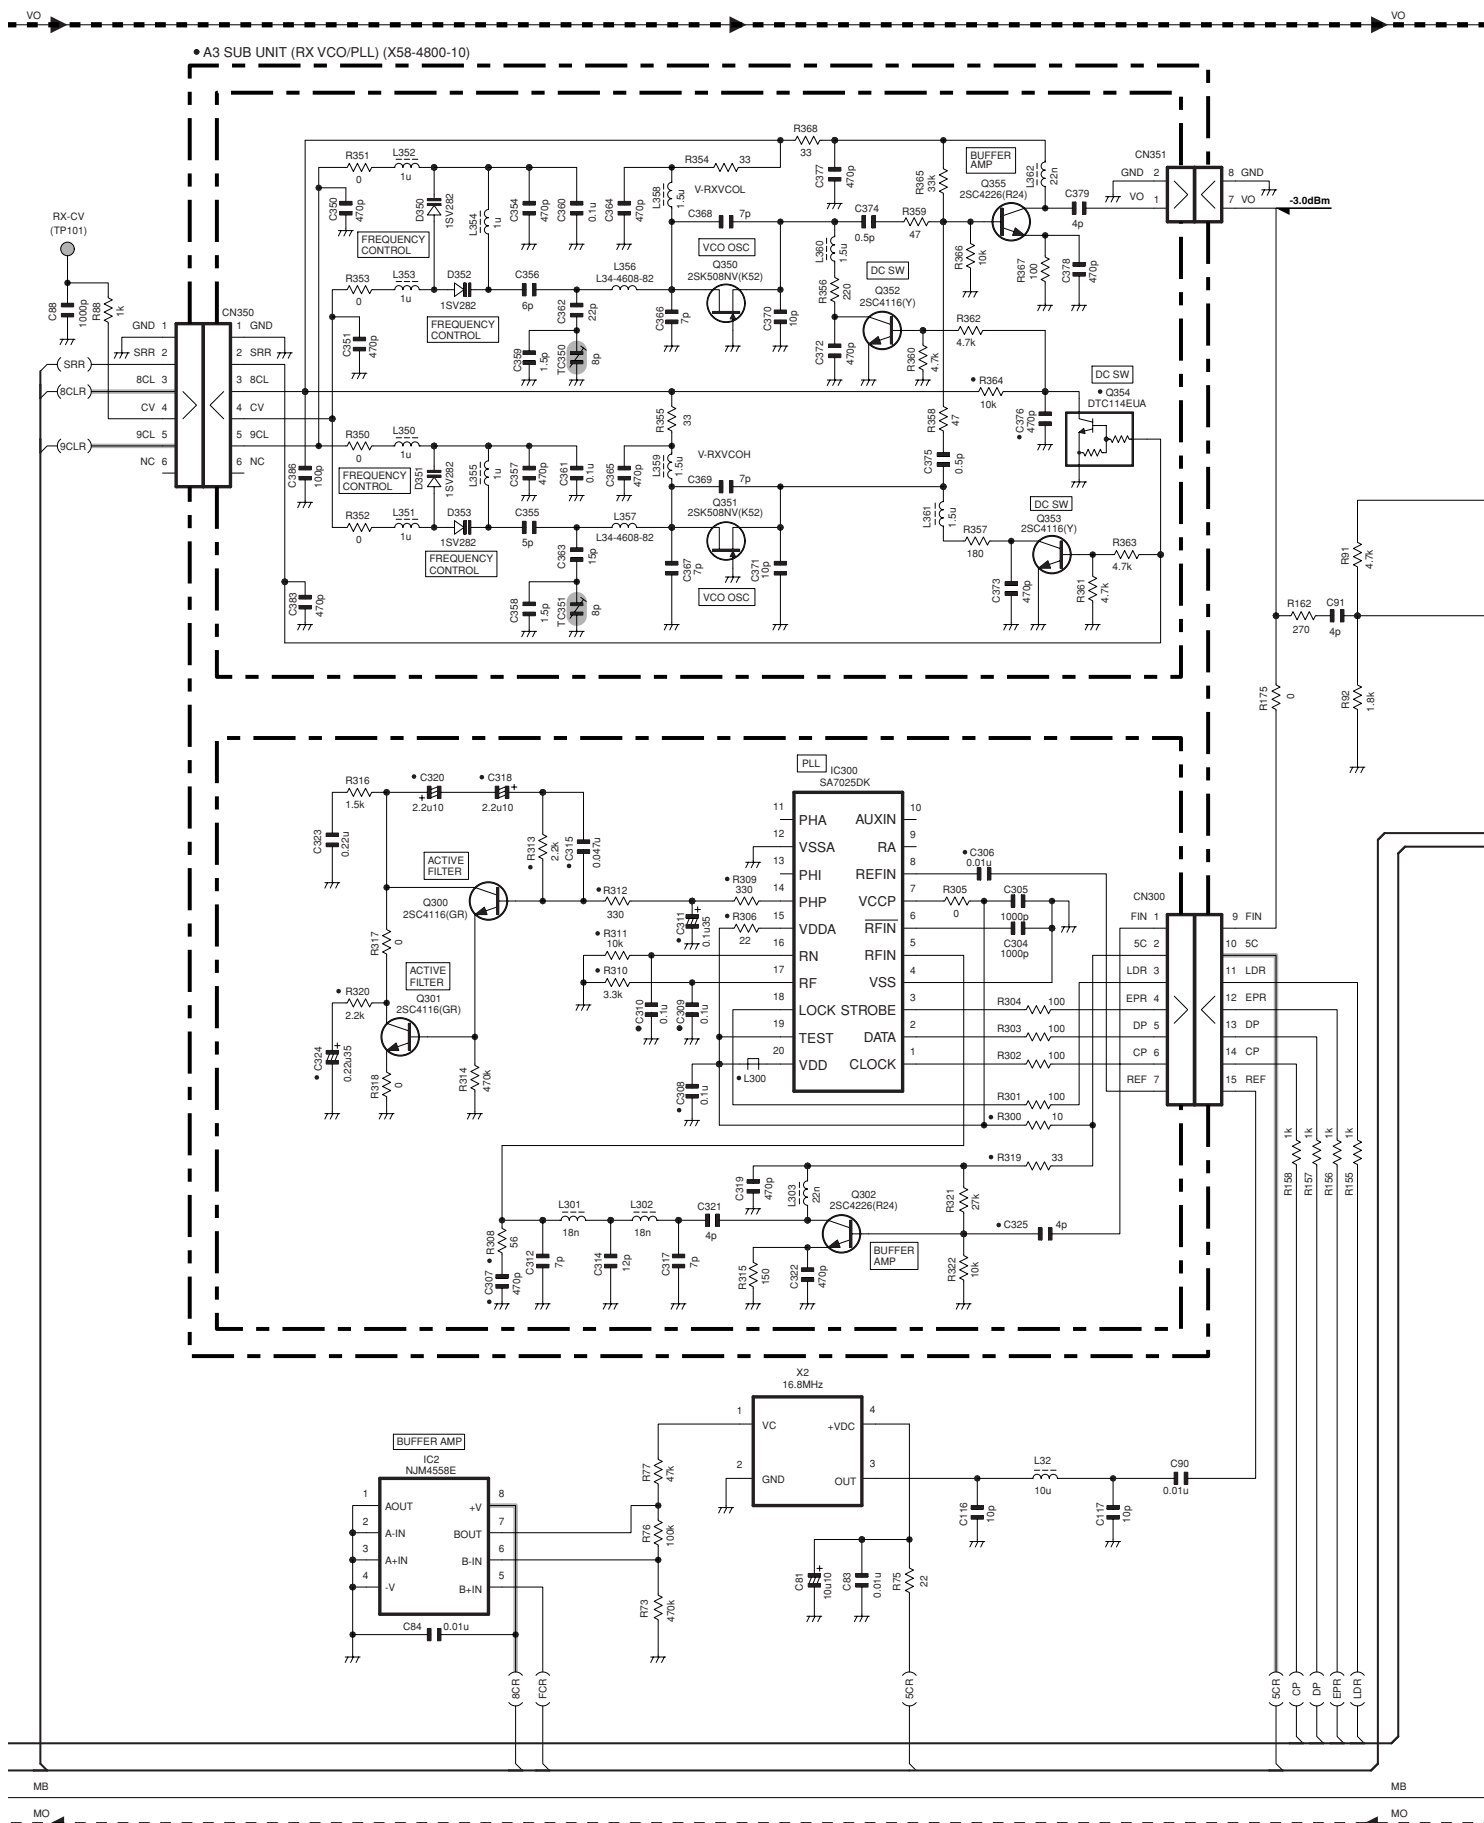 VO
VO
• A3 SUB UNIT (RX VCO/PLL) (X58-4800-10)
R368
33
R351
0
L352
1u
R354
33
C377
470p
R365
33k
BUFFER
AMP
L362
22n
CN351
Q355
2SC4226(R24)
GND 2
8 GND
C350
470p
D350
1SV282
L354
1u
C354
470p
C360
0.1u
C364
470p
L358
1.5u
V-RXVCOL
C379
4p
VO 1
7 VO
-3.0dBm
RX-CV
(TP101)
C368
7p
C374
0.5p
R359
47
FREQUENCY
CONTROL
VCO OSC
L360
1.5u
R366
10k
R367
100
C378
470p
R353
0
L353
1u
D352
1SV282
C356
6p
L356
L34-4608-82
Q350
2SK508NV(K52)
DC SW
R356
220
Q352
2SC4116(Y)
C88
1000p
R88
1k
CN350
C362
22p
FREQUENCY
CONTROL
C366
7p
C370
10p
R362
4.7k
GND 1
1 GND
C351
470p
C359
1.5p
TC350
8p
C372
470p
R360
4.7k
SRR 2
2 SRR
SRR
8CL 3
3 8CL
8CLR
• R364
10k
DC SW
• Q354
DTC114EUA
CV 4
4 CV
R355
33
R358
47
• C376
470p
9CL 5
5 9CL
9CLR
R350
0
L350
1u
NC 6
6 NC
L359
1.5u
V-RXVCOH
C375
0.5p
C386
100p
FREQUENCY
CONTROL
D351
1SV282
L355
1u
C357
470p
C361
0.1u
C365
470p
C369
7p
R352
0
L351
1u
D353
1SV282
C355
5p
L357
L34-4608-82
Q351
2SK508NV(K52)
L361
1.5u
DC SW
Q353
2SC4116(Y)
R357
180
R363
4.7k
FREQUENCY
CONTROL
C363
15p
C367
7p
C371
10p
R91
4.7k
C383
470p
C358
1.5p
TC351
8p
VCO OSC
C373
470p
R361
4.7k
R162
270
C91
4p
R175
0
R92
1.8k
PLL
IC300
SA7025DK
R316
1.5k
• C320
2.2u10
• C318
2.2u10
11
PHA
AUXIN
10
C323
0.22u
• R313
2.2k
• C315
0.047u
12
VSSA
RA
9
• C306
0.01u
ACTIVE
FILTER
13
PHI
REFIN
8
Q300
2SC4116(GR)
• R312
330
• R309
330
14
PHP
VCCP
7
R305
0
C305
1000p
CN300
• C311
0.1u35
• R306
22
15
VDDA
RFIN
6
C304
1000p
FIN 1
9 FIN
R317
0
• R311
10k
16
RN
RFIN
5
5C 2
10 5C
ACTIVE
FILTER
• R310
3.3k
17
RF
VSS
4
LDR 3
11 LDR
• R320
2.2k
Q301
2SC4116(GR)
• C310
0.1u
• C309
0.1u
18
LOCK
STROBE
3
R304
100
EPR 4
12 EPR
• C324
0.22u35
19
TEST
DATA
2
R303
100
DP 5
13 DP
20
VDD
CLOCK
1
R302
100
CP 6
14 CP
R318
0
R314
470k
• C308
0.1u
• L300
REF 7
15 REF
R301
100
• R300
10
R158
1k
R157
1k
R156
1k
R155
1k
• R319
33
C319
470p
L303
22n
Q302
2SC4226(R24)
R321
27k
L301
18n
L302
18n
C321
4p
• C325
4p
• R308
56
C312
7p
C314
12p
C317
7p
• C307
470p
R315
150
C322
470p
BUFFER
AMP
R322
10k
X2
16.8MHz
1
VC
+VDC
4
BUFFER AMP
IC2
NJM4558E
R77
47k
2
GND
OUT
3
L32
10u
C90
0.01u
1
AOUT
+V
8
C116
10p
C117
10p
2
A-IN
BOUT
7
R76
100k
3
A+IN
B-IN
6
4
-V
B+IN
5
C81
10u10
C83
0.01u
R75
22
R73
470k
C84
0.01u
8CR
FCR
5CR
5CR
CP
DP
EPR
LDR
MB
MB
MO
MO